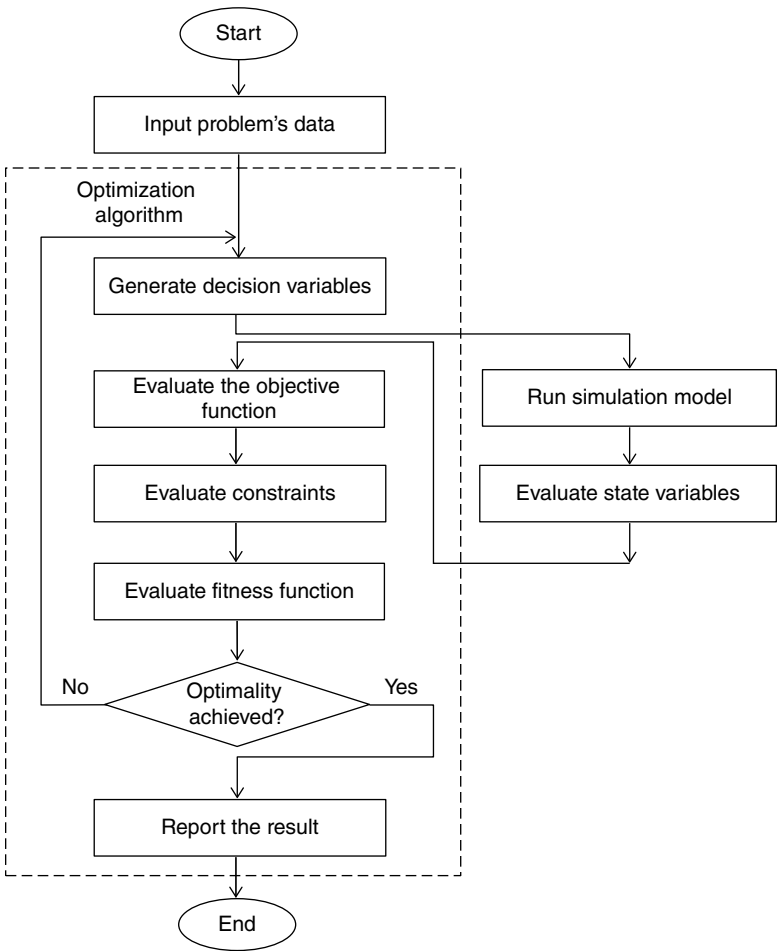 Start
Input problem's data
Optimization
algorithm
Generate decision variables
Evaluate the objective
function
Run simulation model
Evaluate constraints
Evaluate state variables
Evaluate fitness function
No
Optimality
achieved?
Yes
Report the result
End